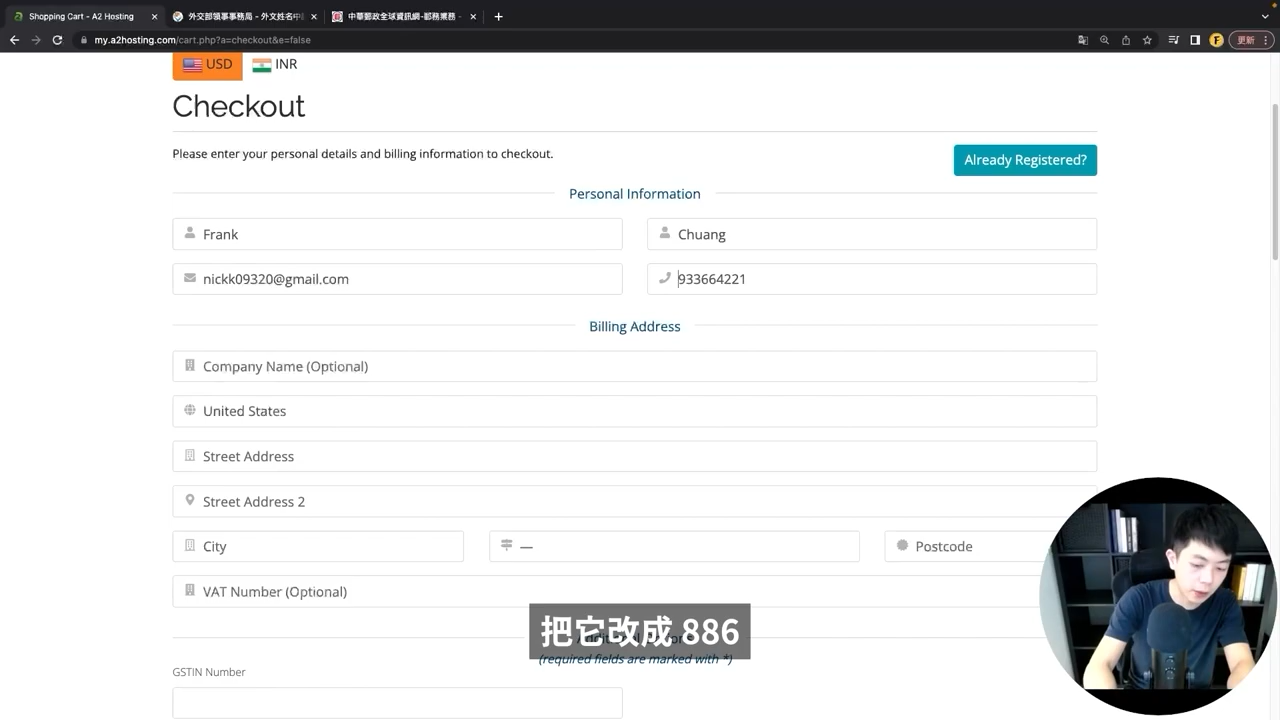 Shopping Cart - A2 Hosting
外交部領事事務局 - 外文姓名中
中華郵政全球資訊網-郵務業務 -
my.a2hosting.com/cart.php?a=checkout&e=false
更新
USD
INR
Checkout
Please enter your personal details and billing information to checkout.
Already Registered?
Personal Information
Frank
Chuang
nickk09320@gmail.com
933664221
Billing Address
Company Name (Optional)
United States
Street Address
Street Address 2
City
—
Postcode
VAT Number (Optional)
把它改成 886
(required fields are marked with *)
GSTIN Number